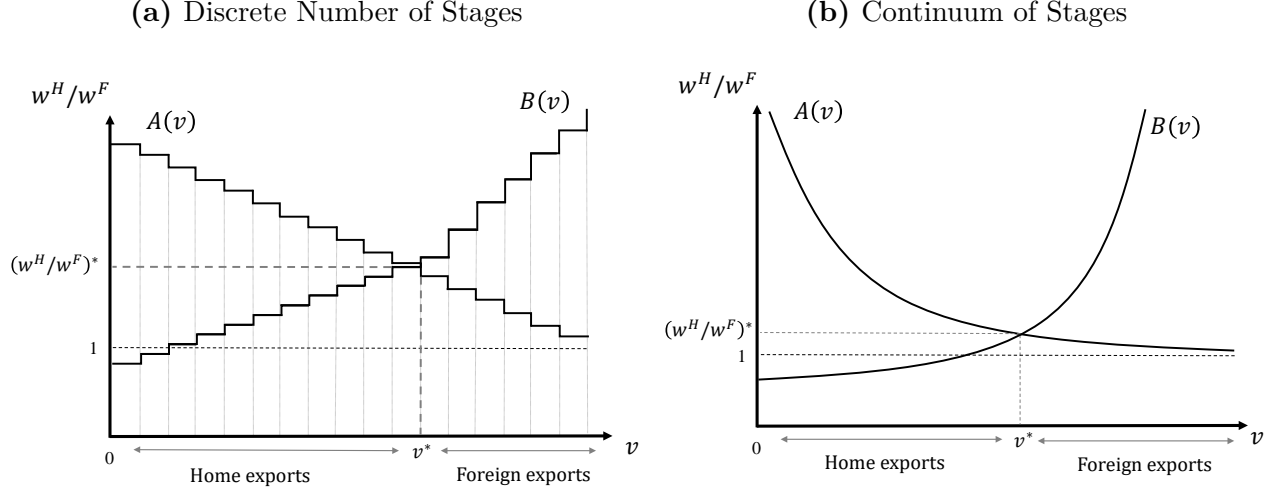 (a) Discrete Number of Stages
w^H/w^F
A(v)
B(v)
(w^H/w^F)^*
1
0
v^*
v
Home exports
Foreign exports
(b) Continuum of Stages
w^H/w^F
A(v)
B(v)
(w^H/w^F)^*
1
0
v^*
v
Home exports
Foreign exports